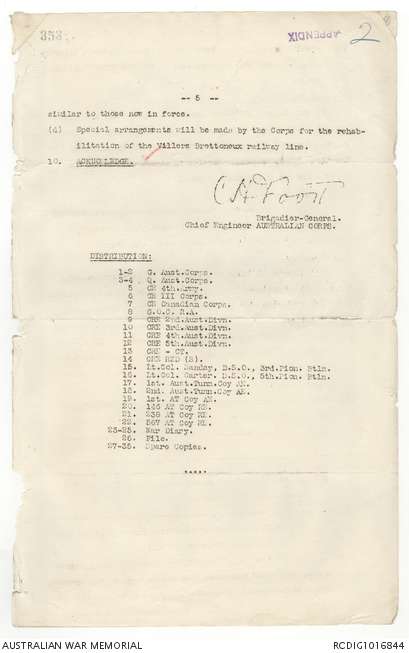 353
APPENDIX
2
-- 5 --
similar to those now in force.
(d) Special arrangements will be made by the Corps for the rehab-
ilitation of the Villers Brettoneux railway line.
10. ACKNOWLEDGE.
C H Foott
Brigadier-General.
Chief Engineer AUSTRALIAN CORPS.
DISTRIBUTION:
1-2 G. Aust.Corps.
3-4 Q. Aust.Corps.
5 CE 4th.Army.
6 CE III Corps.
7 CE Canadian Corps.
8 G.O.C. R.A.
9 CRE 2nd.Aust.Divn.
10 CRE 3rd.Aust.Divn.
11 CRE 4th.Aust.Divn.
12 CRE 5th.Aust.Divn.
13 CRE - CT.
14 CRE (S).
15. Lt.Col. Sanday, D.S.O., 3rd.Pion. Btln.
16. Lt.Col. Carter, D.S.O., 5th.Pion. Btln.
17. 1st. Aust.Tunn.Coy AE.
18. 2nd. Aust.Tunn.Coy AE.
19. 1st. AT Coy AE.
20. 146 AT Coy RE.
21. 238 AT Coy RE.
22. 567 AT Coy RE.
23-25. War Diary.
26. File.
27-35. Spare Copies.
.....
AUSTRALIAN WAR MEMORIAL
RCDIG1016844